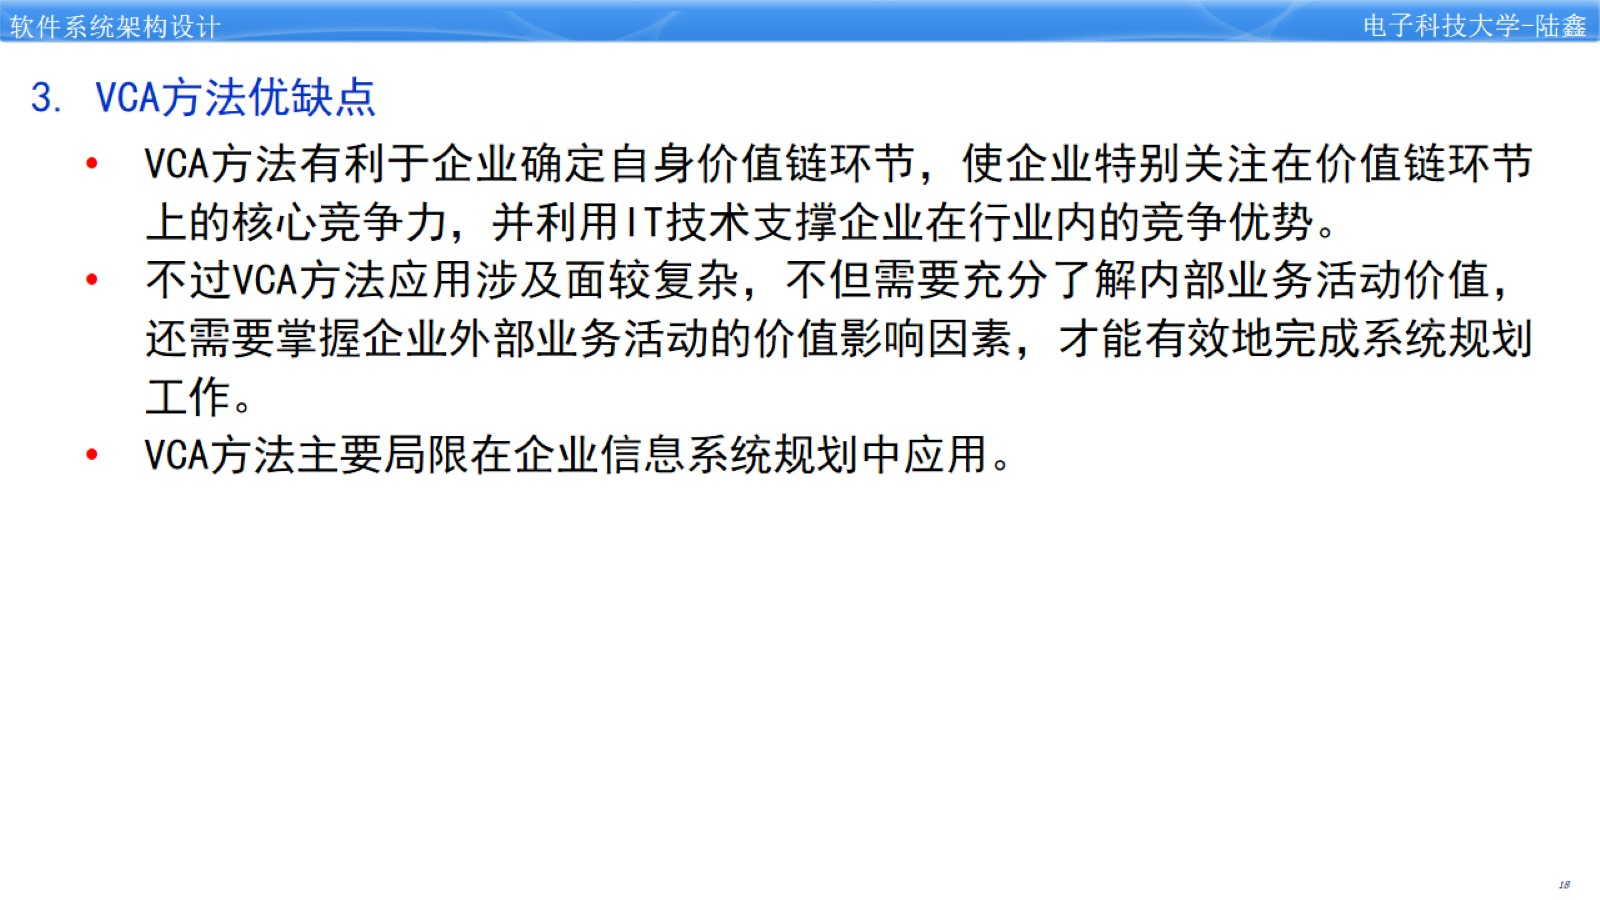 软件系统架构设计
电子科技大学-陆鑫
3. VCA方法优缺点
• VCA方法有利于企业确定自身价值链环节，使企业特别关注在价值链环节
上的核心竞争力，并利用IT技术支撑企业在行业内的竞争优势。
• 不过VCA方法应用涉及面较复杂，不但需要充分了解内部业务活动价值，
还需要掌握企业外部业务活动的价值影响因素，才能有效地完成系统规划
工作。
• VCA方法主要局限在企业信息系统规划中应用。
18